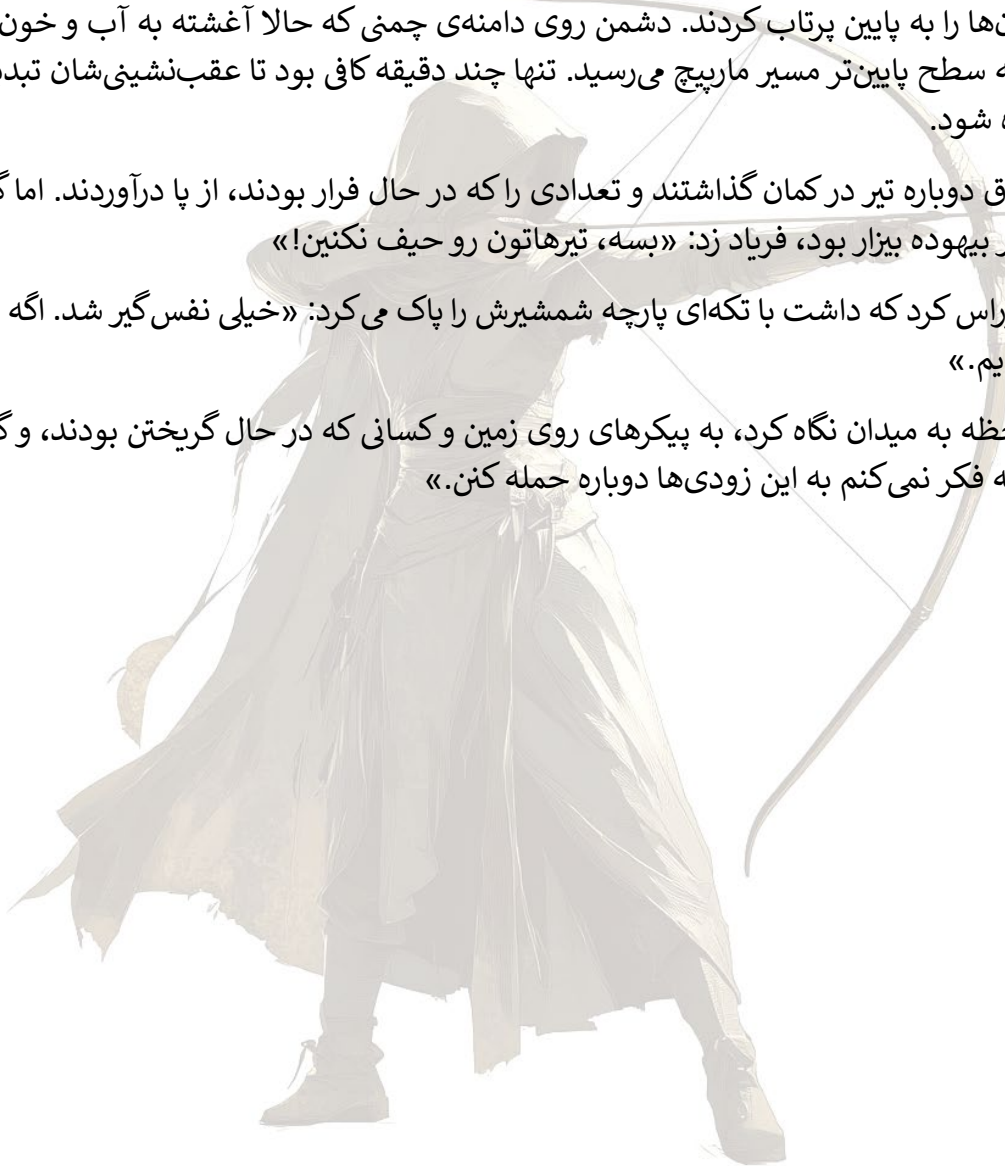 ها را به پایین پرتاب کردند. دشمن روی دامنه‌ی چمنی که حالا آغشته به آب و خون
سطح پایین‌تر مسیر مارپیچ می‌رسید. تنها چند دقیقه کافی بود تا عقب‌نشینی‌شان
شود.
دوباره تیر در کمان گذاشتند و تعدادی را که در حال فرار بودند، از پا درآوردند. اما
بیهوده بیزار بود، فریاد زد: «بسه، تیرهاتون رو حیف نکنین!»
کرد که داشت با تکه‌ای پارچه شمشیرش را پاک می‌کرد: «خیلی نفس‌گیر شد. اگه
یم.»
به میدان نگاه کرد، به پیکرهای روی زمین و کسانی که در حال گریختن بودند، و
فکر نمی‌کنم به این زودی‌ها دوباره حمله کنن.»